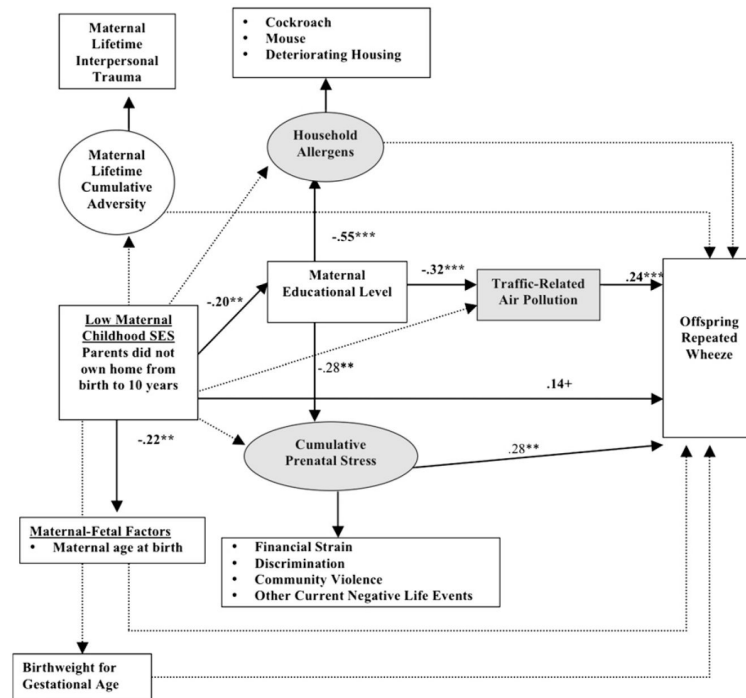 Maternal
Lifetime
Interpersonal
Trauma
• Cockroach
• Mouse
• Deteriorating Housing
Household
Allergens
Maternal
Lifetime
Cumulative
Adversity
-.55***
Maternal
Educational Level
-.32***
Traffic-Related
Air Pollution
.24***
-.20**
Low Maternal
Childhood SES
Parents did not
own home from
birth to 10 years
Offspring
Repeated
Wheeze
-.28**
.14+
-.22**
Cumulative
Prenatal Stress
.28**
Maternal-Fetal Factors
• Maternal age at birth
• Financial Strain
• Discrimination
• Community Violence
• Other Current Negative Life Events
Birthweight for
Gestational Age